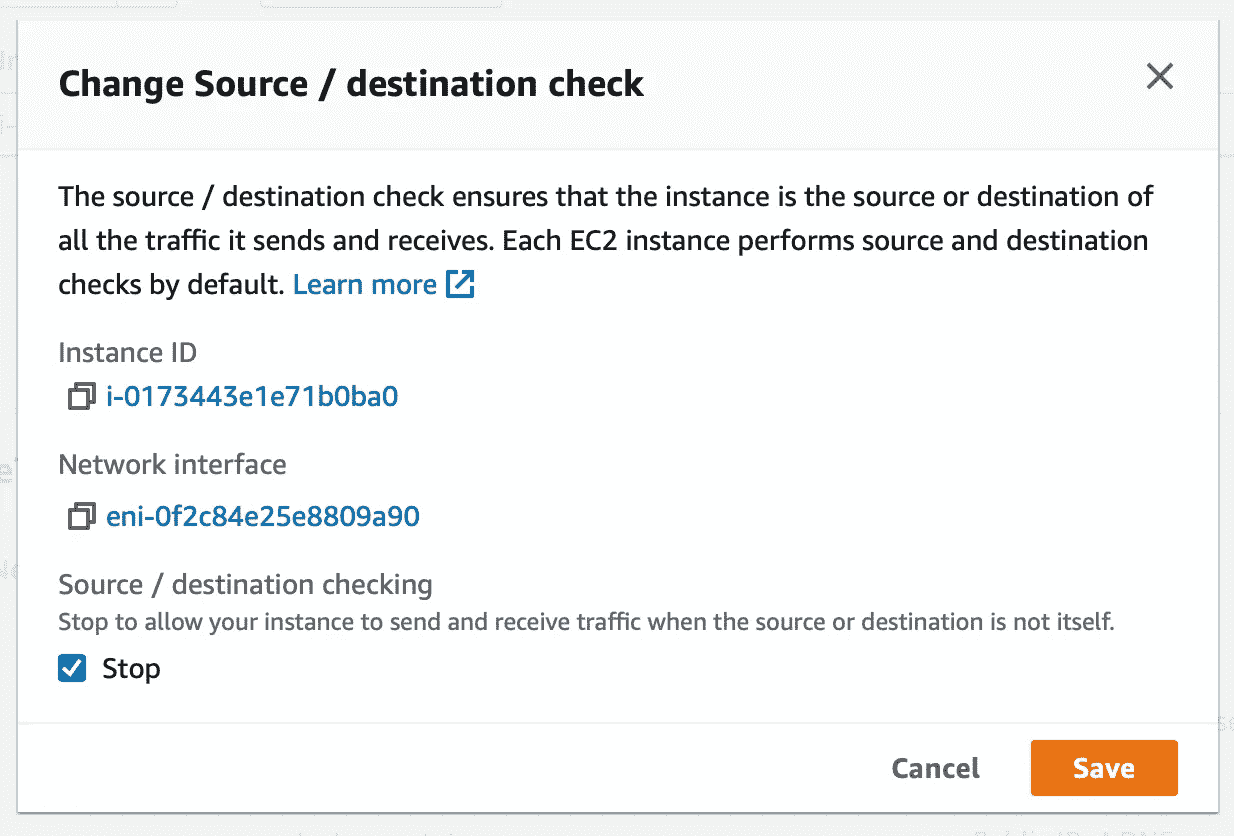 Change Source / destination check
The source / destination check ensures that the instance is the source or destination of
all the traffic it sends and receives. Each EC2 instance performs source and destination
checks by default. Learn more
Instance ID
i-0173443e1e71b0ba0
Network interface
eni-0f2c84e25e8809a90
Source / destination checking
Stop to allow your instance to send and receive traffic when the source or destination is not itself.
Stop
Cancel Save